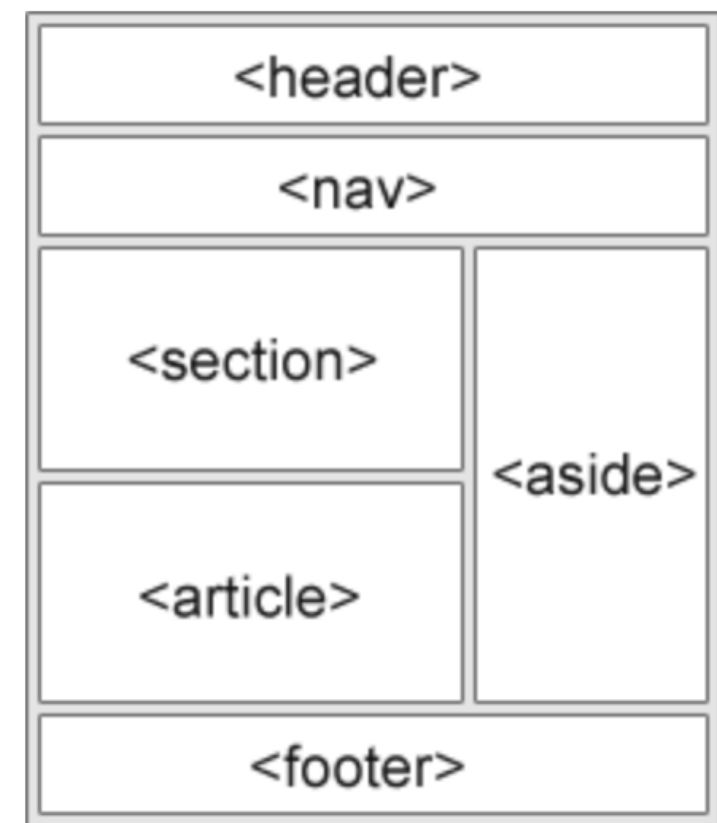 <header>
<nav>
<section>
<aside>
<article>
<footer>